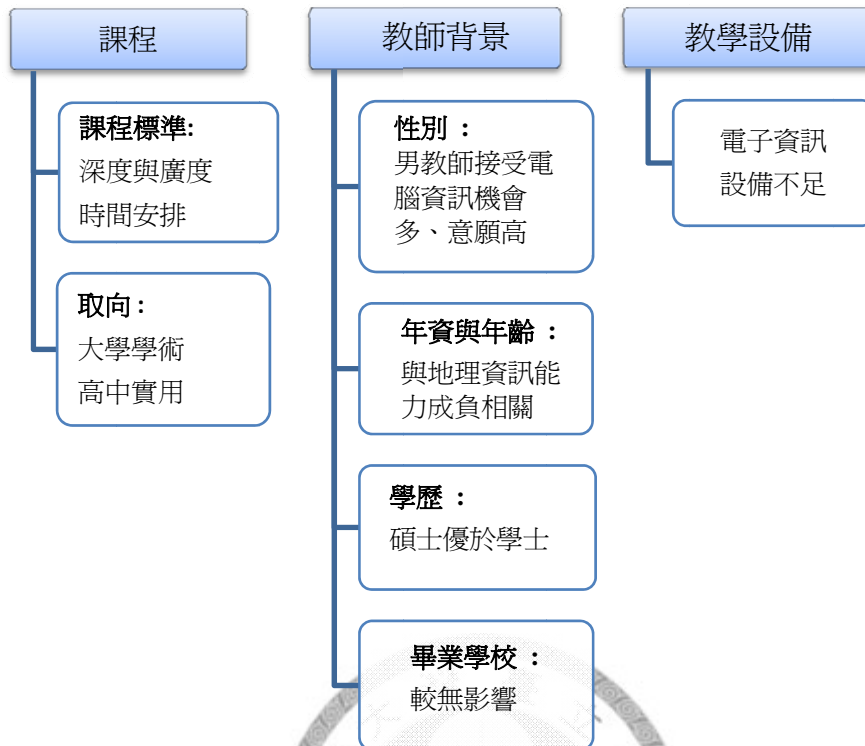 課程
課程標準:
深度與廣度
時間安排
取向:
大學學術
高中實用
教師背景
性別：
男教師接受電
腦資訊機會
多、意願高
年資與年齡：
與地理資訊能
力成負相關
學歷：
碩士優於學士
畢業學校：
較無影響
教學設備
電子資訊
設備不足